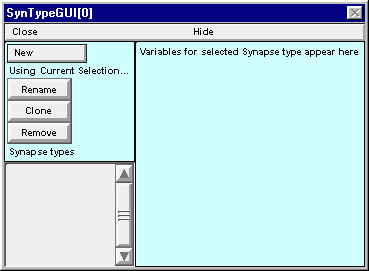 SynTypeGUI[0]
Close Hide
New
Variables for selected Synapse type appear here
Using Current Selection...
Rename
Clone
Remove
Synapse types